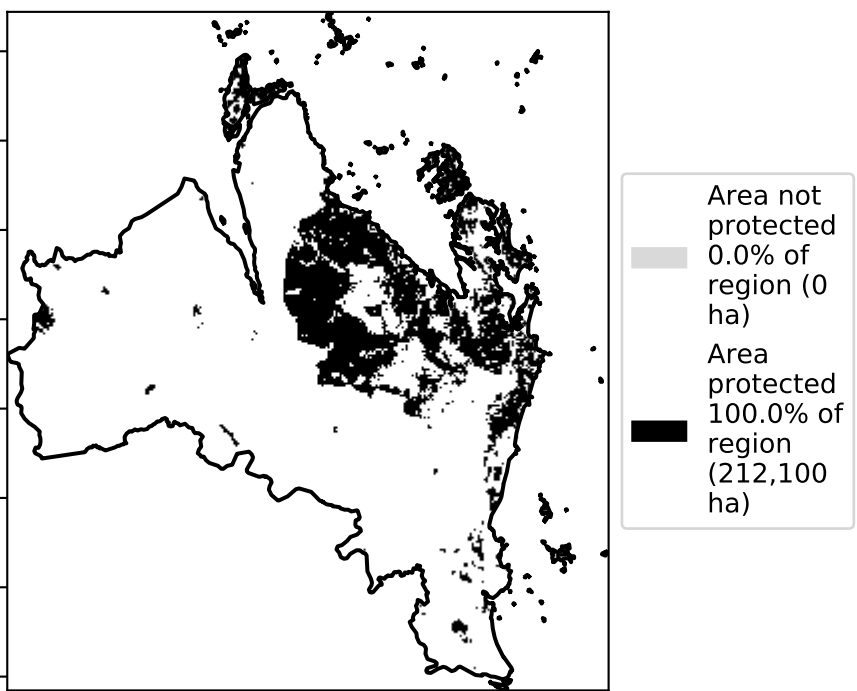 Area not
protected
0.0% of
region (0
ha)
Area
protected
100.0% of
region
(212,100
ha)